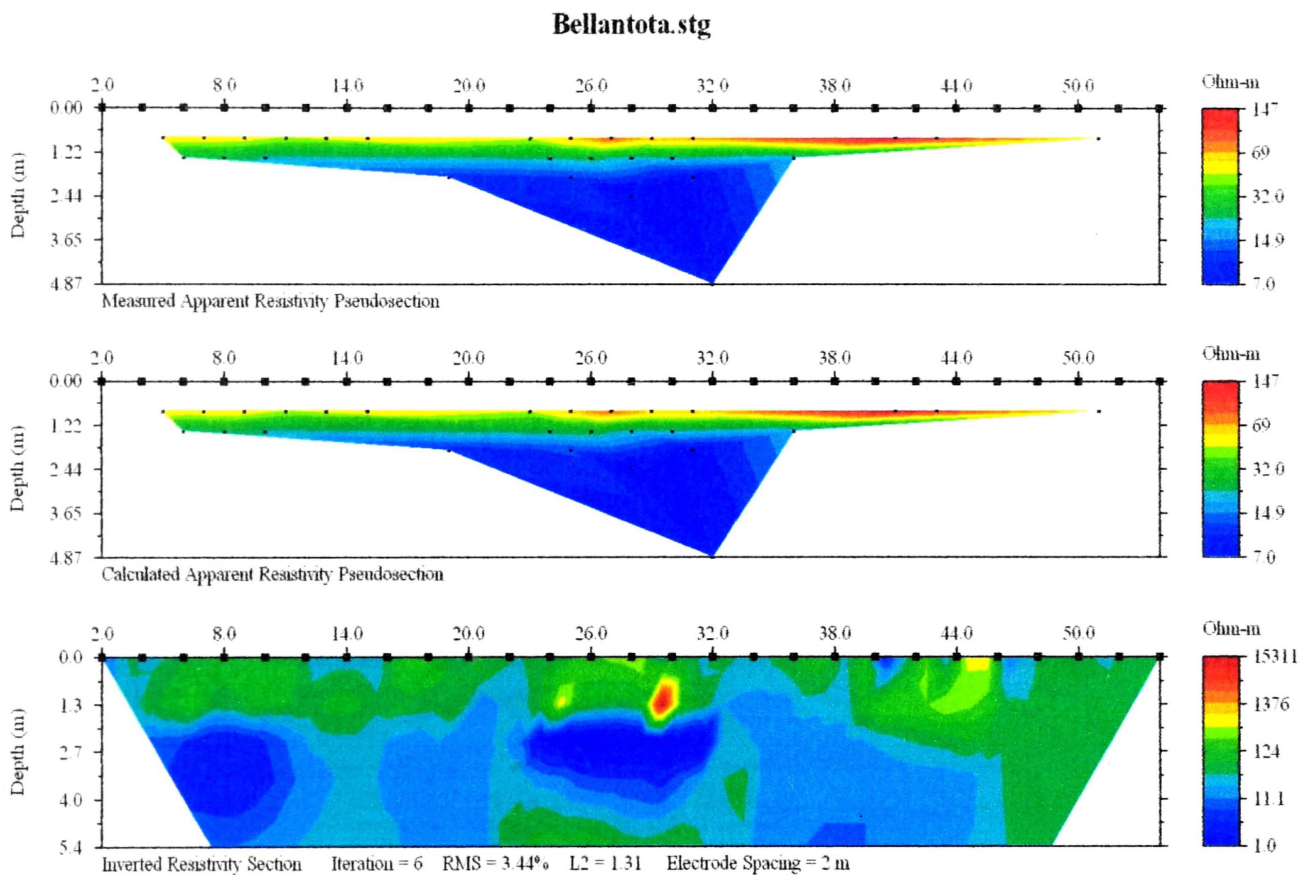 Bellantota.stg
2.0 8.0 14.0 20.0 26.0 32.0 38.0 44.0 50.0 Ohm-m
0.00 147
1.22 69
2.44 32.0
3.65 14.9
4.87 7.0
Depth (m)
Measured Apparent Resistivity Pseudosection
2.0 8.0 14.0 20.0 26.0 32.0 38.0 44.0 50.0 Ohm-m
0.00 147
1.22 69
2.44 32.0
3.65 14.9
4.87 7.0
Depth (m)
Calculated Apparent Resistivity Pseudosection
2.0 8.0 14.0 20.0 26.0 32.0 38.0 44.0 50.0 Ohm-m
0.0 15311
1.3 1376
2.7 124
4.0 11.1
5.4 1.0
Depth (m)
Inverted Resistivity Section Iteration = 6 RMS = 3.44% L2 = 1.31 Electrode Spacing = 2 m